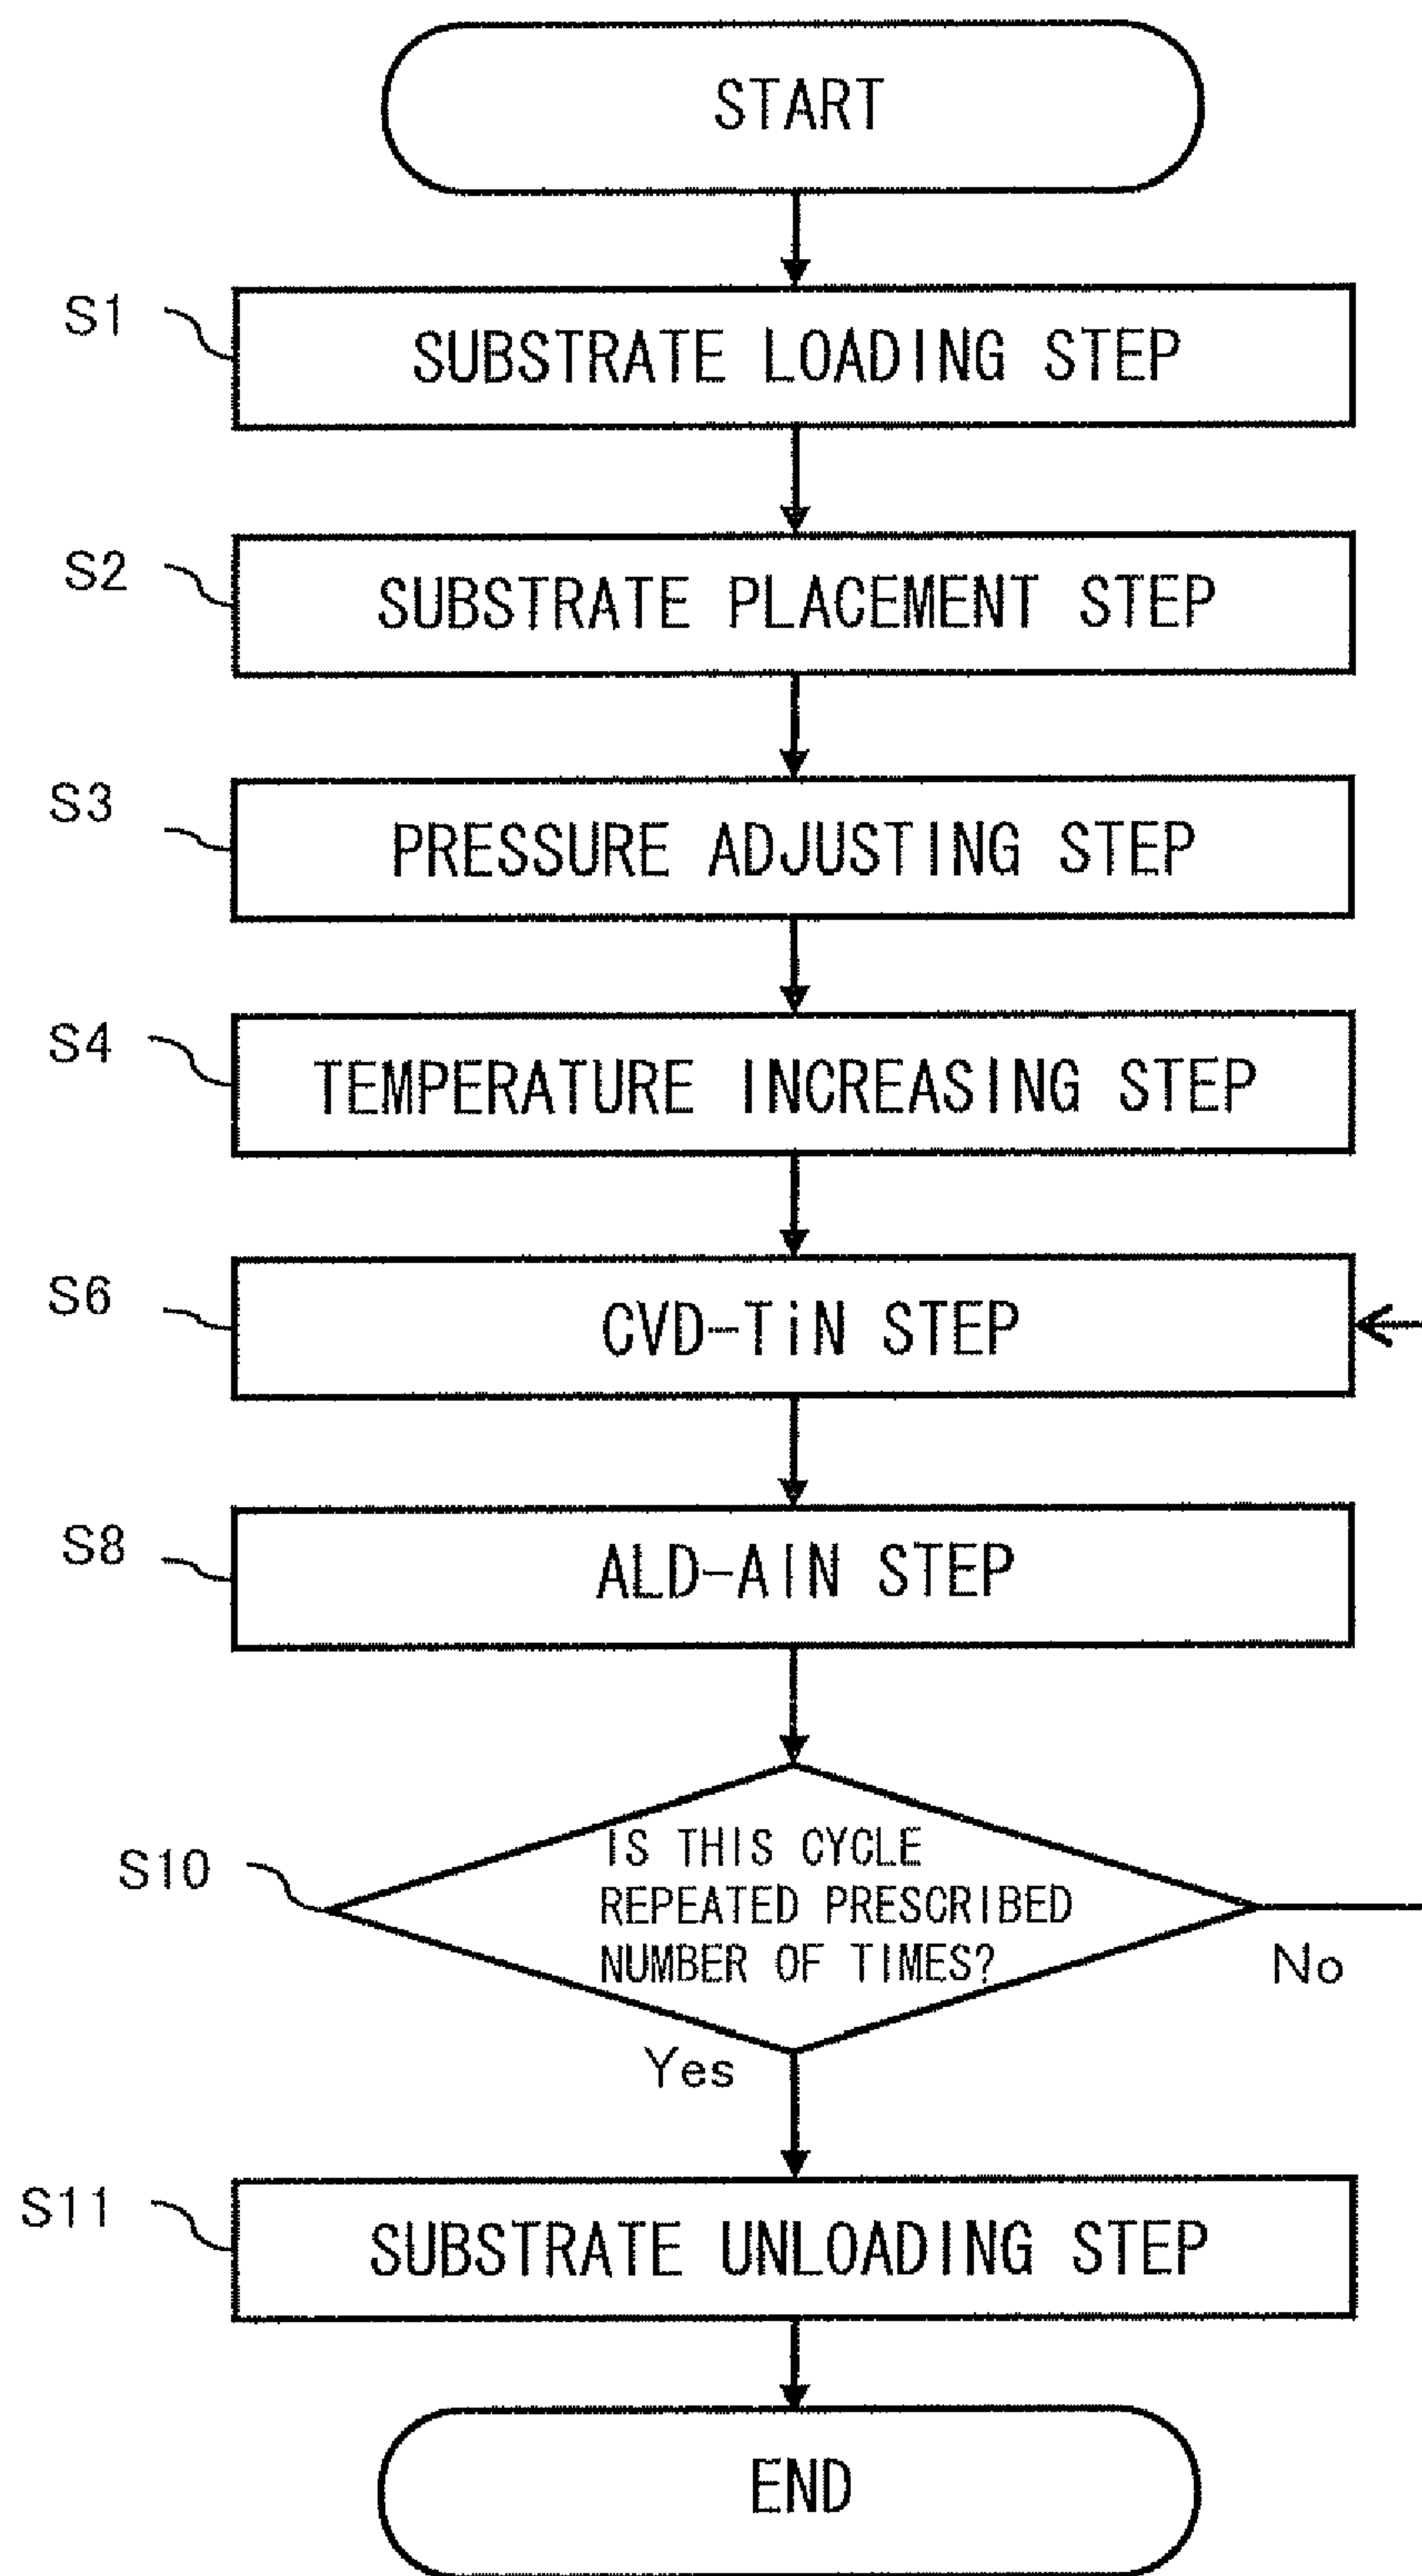 START
S1
SUBSTRATE LOADING STEP
S2
SUBSTRATE PLACEMENT STEP
S3
PRESSURE ADJUSTING STEP
S4
TEMPERATURE INCREASING STEP
S6
CVD-TiN STEP
S8
ALD-AlN STEP
S10
IS THIS CYCLE
REPEATED PRESCRIBED
NUMBER OF TIMES?
No
Yes
S11
SUBSTRATE UNLOADING STEP
END